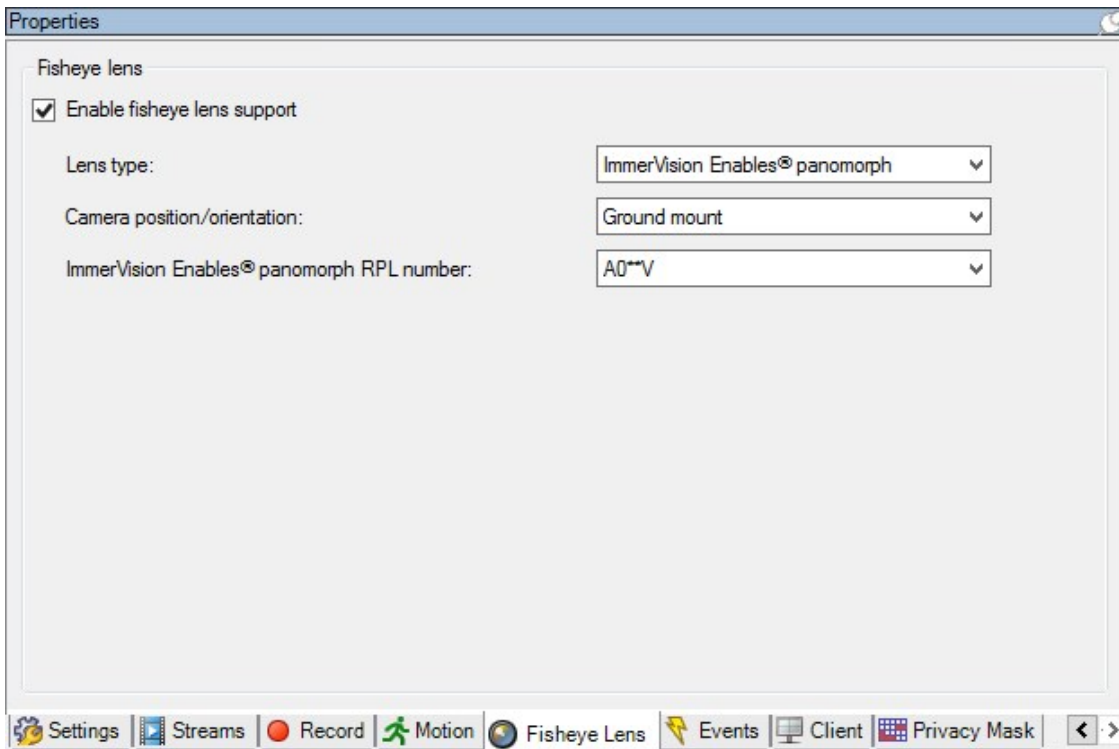 Properties
Fisheye lens
Enable fisheye lens support
Lens type: ImmerVision Enables® panomorph
Camera position/orientation: Ground mount
ImmerVision Enables® panomorph RPL number: A0**V
Settings Streams Record Motion Fisheye Lens Events Client Privacy Mask